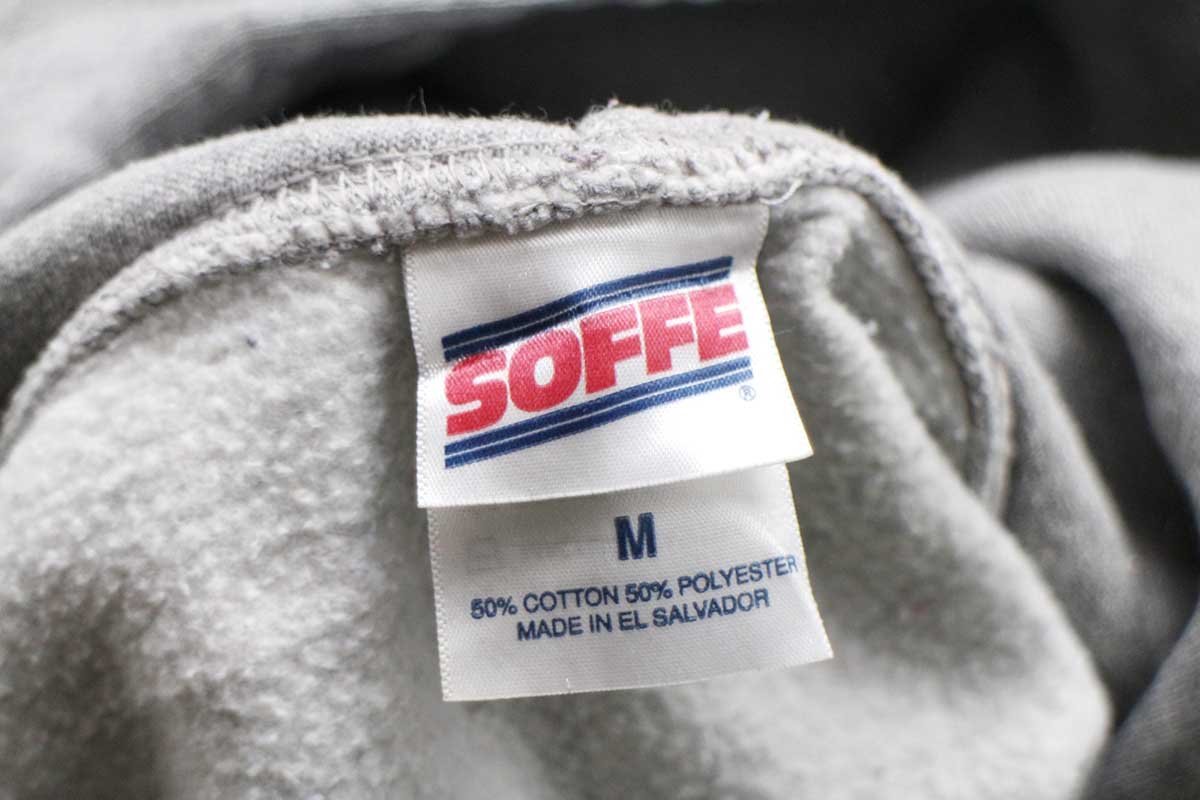 SOFFE
®
M
50% COTTON 50% POLYESTER
MADE IN EL SALVADOR